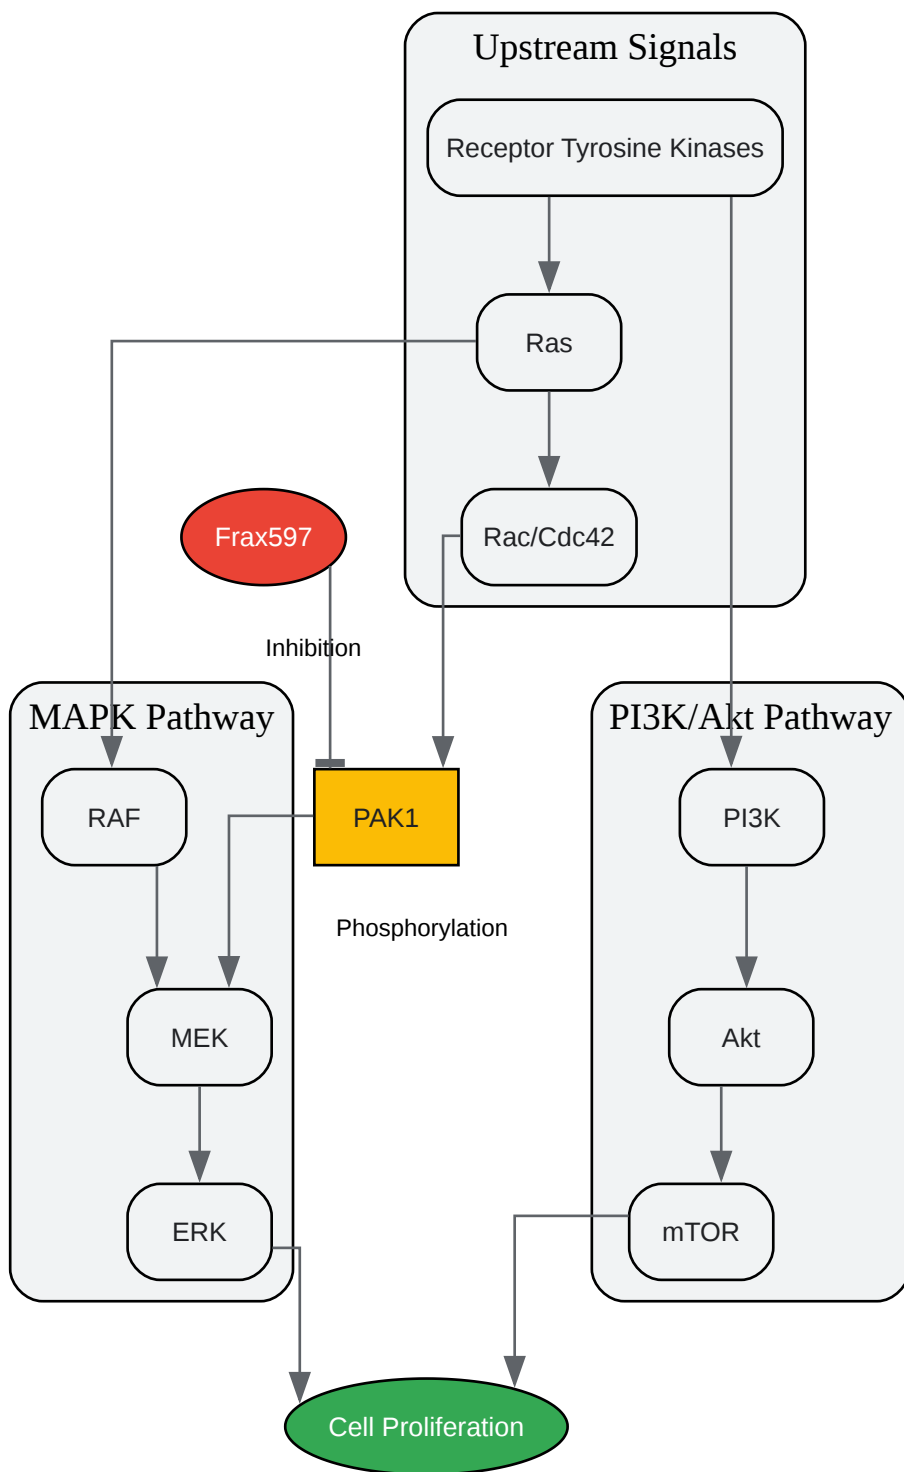 Upstream Signals
Receptor Tyrosine Kinases
Ras
Frax597
Rac/Cdc42
Inhibition
MAPK Pathway
PI3K/Akt Pathway
RAF
PAK1
PI3K
Phosphorylation
MEK
Akt
ERK
mTOR
Cell Proliferation